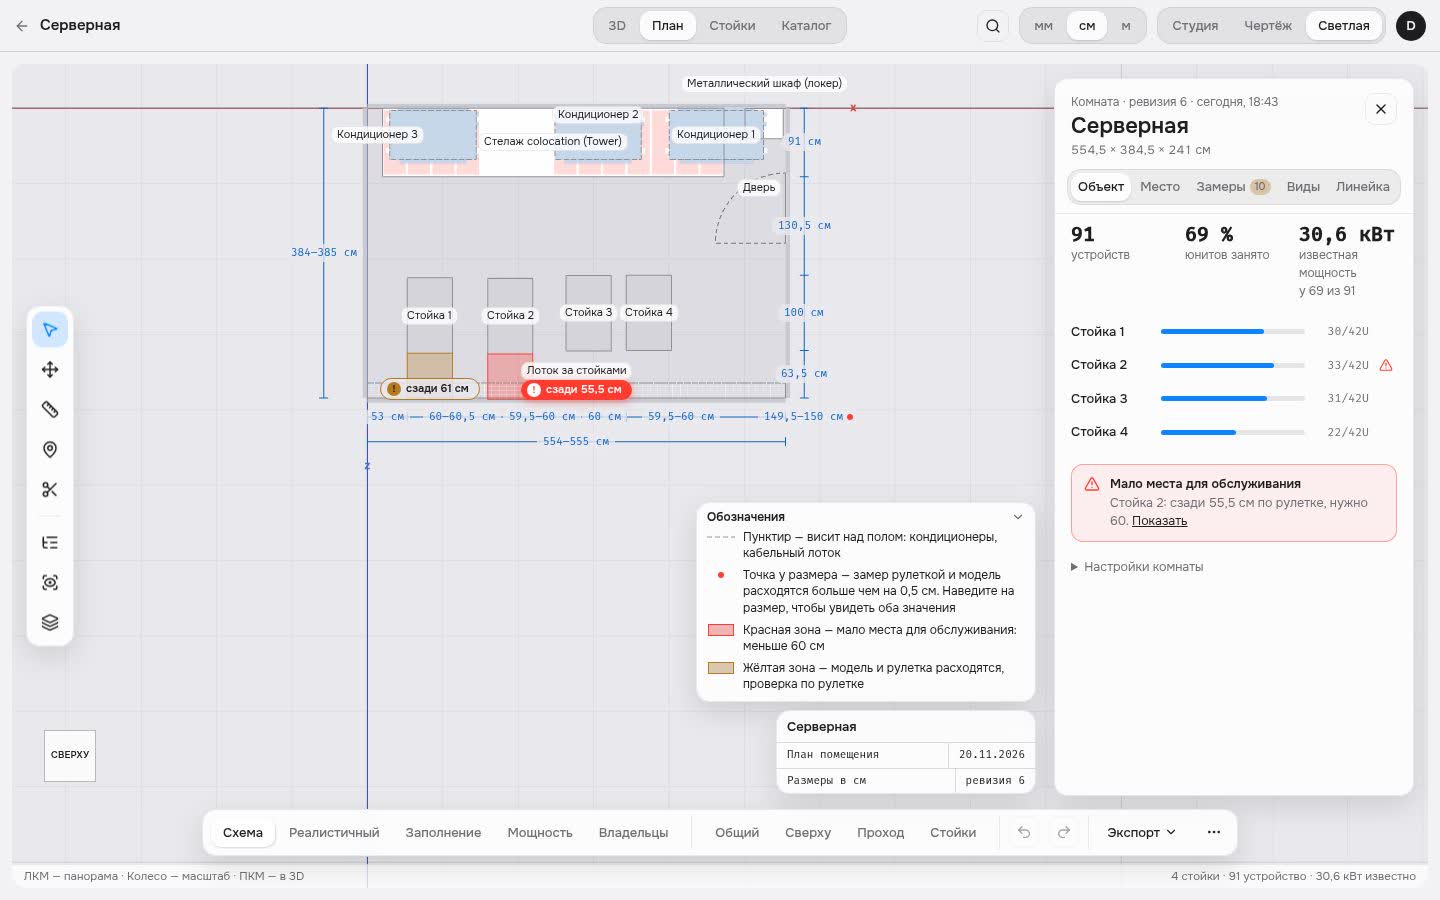 Серверная
3D План Стойки Каталог
мм см м
Студия Чертёж Светлая
D
Металлический шкаф (локер)
x
Кондиционер 2
Кондиционер 3
Стелаж colocation (Tower)
Кондиционер 1
91 см
Дверь
130,5 см
384–385 см
Стойка 1
Стойка 2
Стойка 3
Стойка 4
100 см
Лоток за стойками
63,5 см
! сзади 61 см
! сзади 55,5 см
53 см 60–60,5 см 59,5–60 см 60 см 59,5–60 см 149,5–150 см
554–555 см
z
Комната · ревизия 6 · сегодня, 18:43
Серверная
554,5 × 384,5 × 241 см
Объект Место Замеры 10 Виды Линейка
91
устройств
69 %
юнитов занято
30,6 кВт
известная
мощность
у 69 из 91
Стойка 1 30/42U
Стойка 2 33/42U
Стойка 3 31/42U
Стойка 4 22/42U
Мало места для обслуживания
Стойка 2: сзади 55,5 см по рулетке, нужно
60. Показать
Настройки комнаты
Обозначения
Пунктир — висит над полом: кондиционеры,
кабельный лоток
Точка у размера — замер рулеткой и модель
расходятся больше чем на 0,5 см. Наведите на
размер, чтобы увидеть оба значения
Красная зона — мало места для обслуживания:
меньше 60 см
Жёлтая зона — модель и рулетка расходятся,
проверка по рулетке
Серверная
План помещения 20.11.2026
Размеры в см ревизия 6
СВЕРХУ
Схема Реалистичный Заполнение Мощность Владельцы Общий Сверху Проход Стойки Экспорт
ЛКМ — панорама · Колесо — масштаб · ПКМ — в 3D
4 стойки · 91 устройство · 30,6 кВт известно